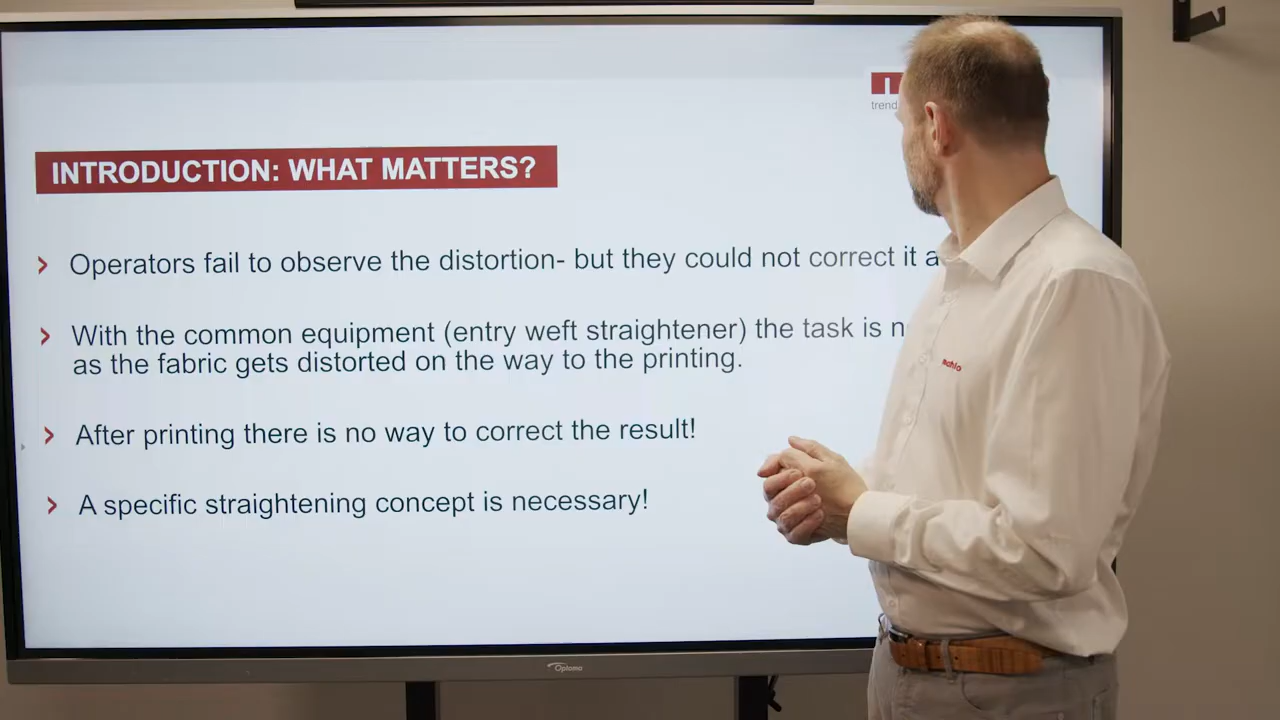 trend
INTRODUCTION: WHAT MATTERS?
Operators fail to observe the distortion- but they could not correct it
With the common equipment (entry weft straightener) the task is
as the fabric gets distorted on the way to the printing.
After printing there is no way to correct the result!
A specific straightening concept is necessary!
mahlo
Optoma